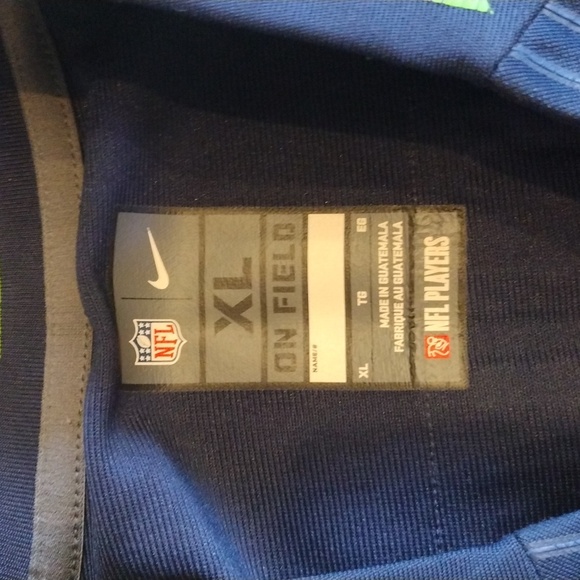 NFL
XL
ON FIELD
NAME/#
XL TG EG
MADE IN GUATEMALA
FABRIQUE AU GUATEMALA
NFL PLAYERS